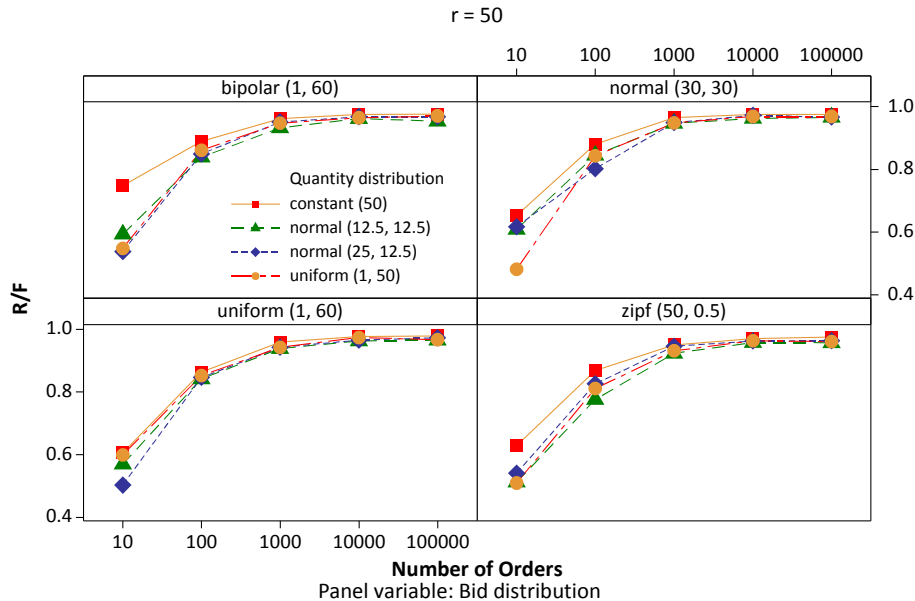 r = 50
10 100 1000 10000 100000
bipolar (1, 60)
normal (30, 30)
1.0
0.8
0.6
0.4
Quantity distribution
constant (50)
normal (12.5, 12.5)
normal (25, 12.5)
uniform (1, 50)
R/F
uniform (1, 60)
zipf (50, 0.5)
1.0
0.8
0.6
0.4
10 100 1000 10000 100000
Number of Orders
Panel variable: Bid distribution